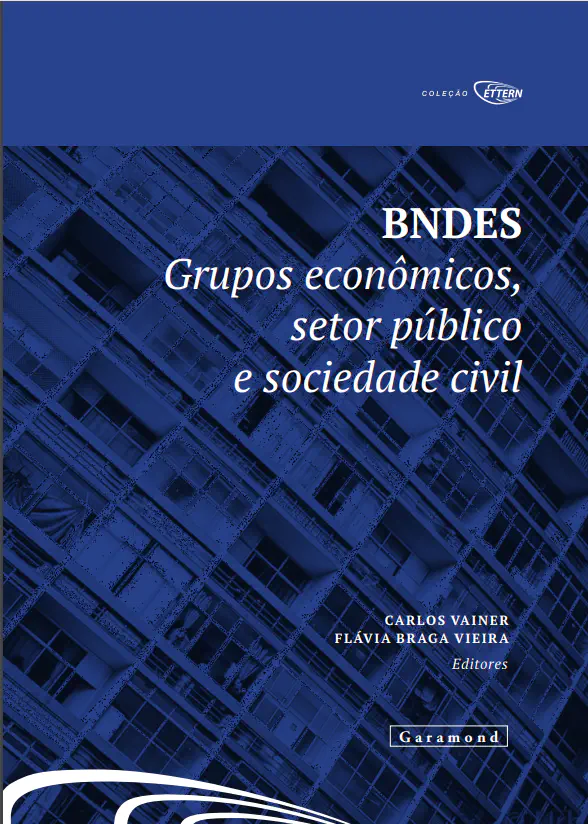 COLEÇÃO ETTERN
BNDES
Grupos econômicos,
setor público
e sociedade civil
CARLOS VAINER
FLÁVIA BRAGA VIEIRA
Editores
Garamond